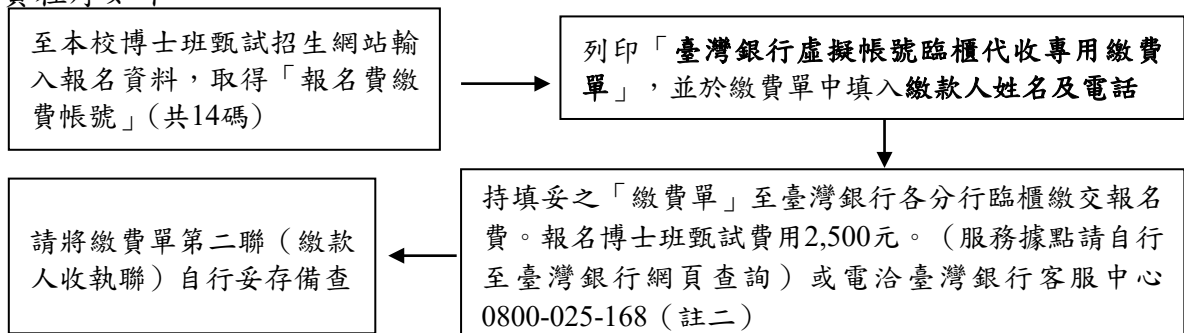 至本校博士班甄試招生網站輸
入報名資料，取得「報名費繳
費帳號」（共14碼）
列印「臺灣銀行虛擬帳號臨櫃代收專用繳費
單」，並於繳費單中填入繳款人姓名及電話
持填妥之「繳費單」至臺灣銀行各分行臨櫃繳交報名
費。報名博士班甄試費用2,500元。（服務據點請自行
至臺灣銀行網頁查詢）或電洽臺灣銀行客服中心
0800-025-168（註二）
請將繳費單第二聯（繳款
人收執聯）自行妥存備查